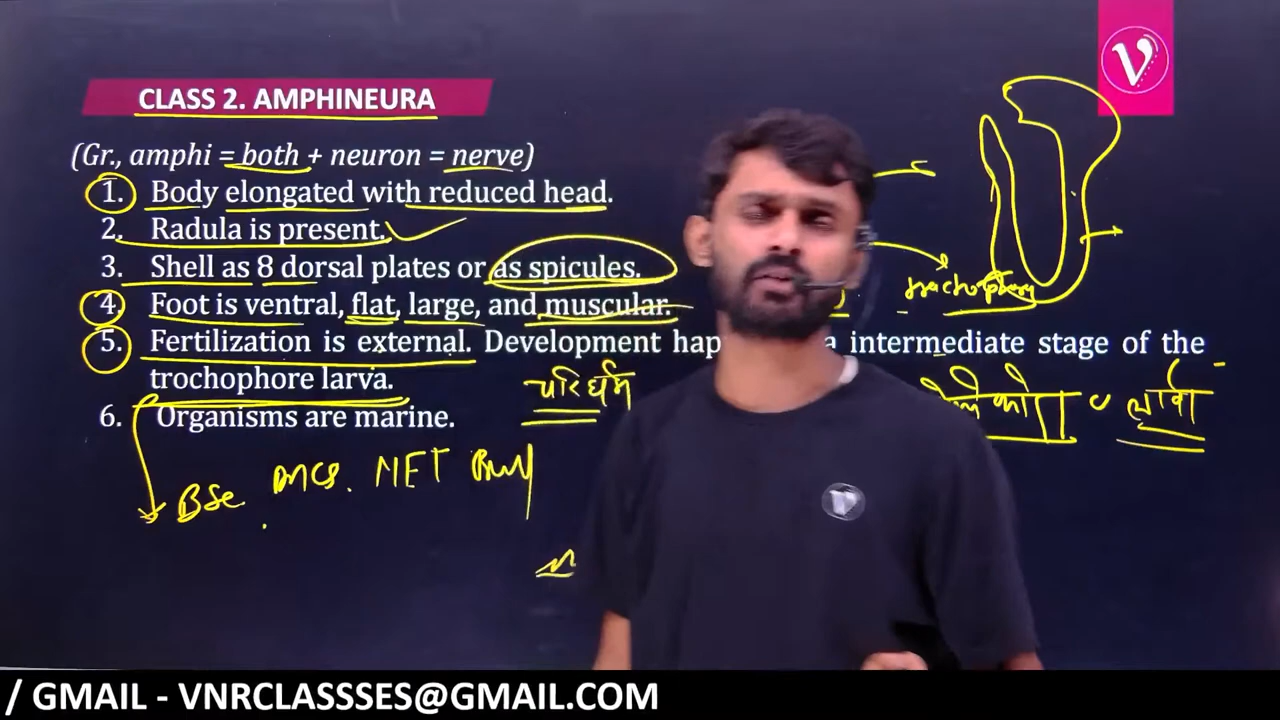 V
CLASS 2. AMPHINEURA
(Gr., amphi = both + neuron = nerve)
1. Body elongated with reduced head.
2. Radula is present.
3. Shell as 8 dorsal plates or as spicules.
4. Foot is ventral, flat, large, and muscular.
5. Fertilization is external. Development a intermediate stage of the
trochophore larva.
6. Organisms are marine.
BSc NET
V
/ GMAIL - VNRCLASSSES@GMAIL.COM